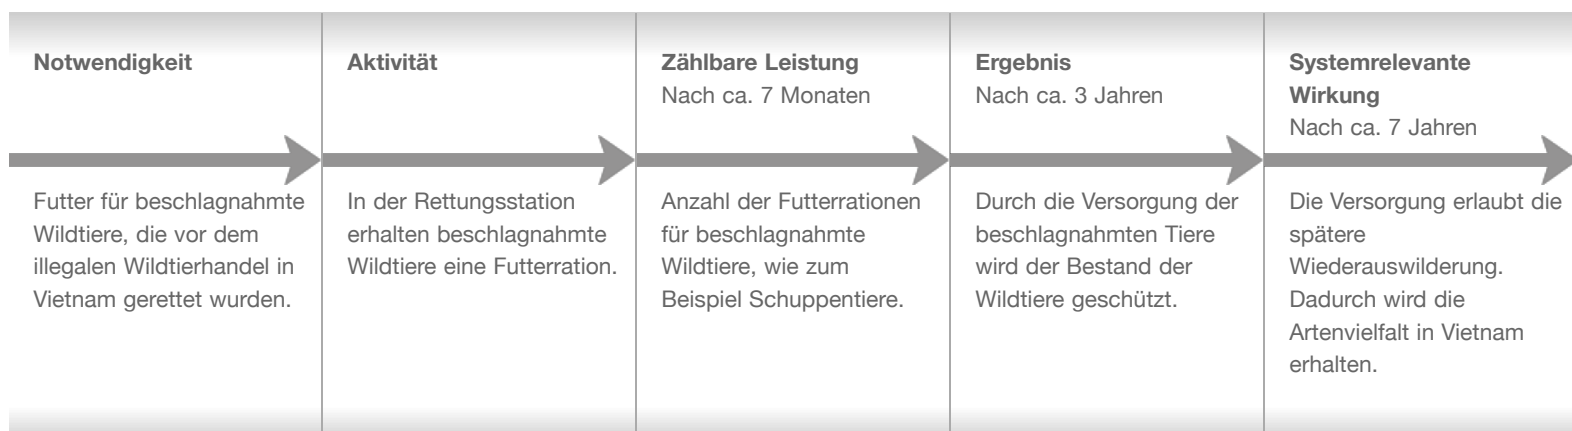 Notwendigkeit
Futter für beschlagnahmte
Wildtiere, die vor dem
illegalen Wildtierhandel in
Vietnam gerettet wurden.
Aktivität
In der Rettungsstation
erhalten beschlagnahmte
Wildtiere eine Futterration.
Zählbare Leistung
Nach ca. 7 Monaten
Anzahl der Futterrationen
für beschlagnahmte
Wildtiere, wie zum
Beispiel Schuppentiere.
Ergebnis
Nach ca. 3 Jahren
Durch die Versorgung der
beschlagnahmten Tiere
wird der Bestand der
Wildtiere geschützt.
Systemrelevante
Wirkung
Nach ca. 7 Jahren
Die Versorgung erlaubt die
spätere
Wiederauswilderung.
Dadurch wird die
Artenvielfalt in Vietnam
erhalten.